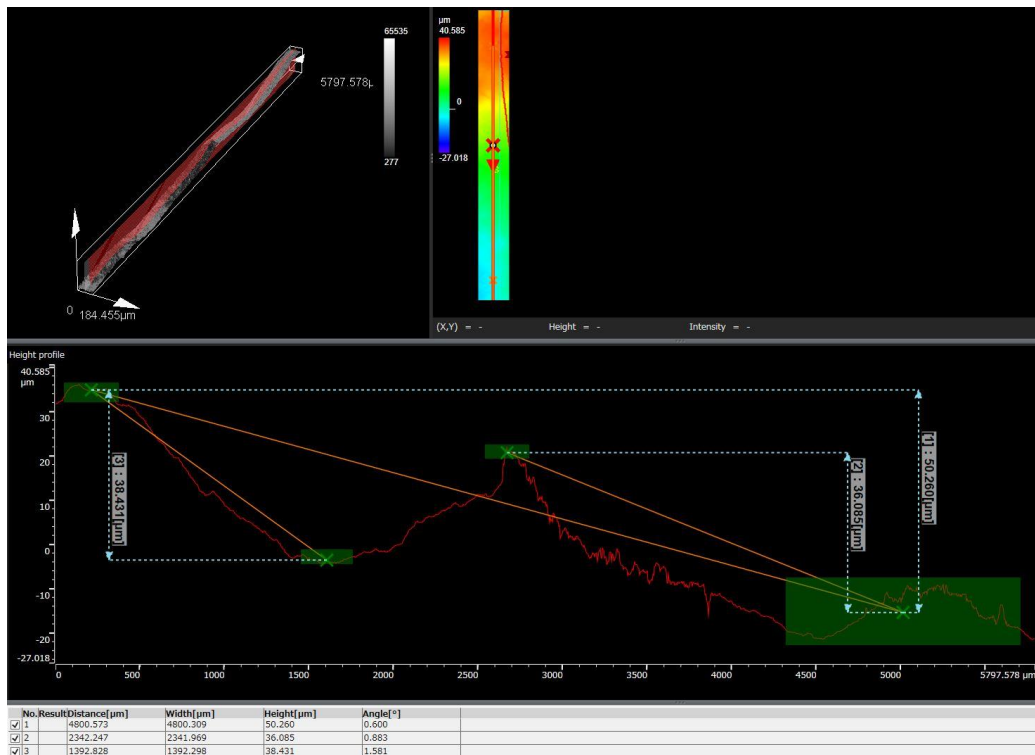 65535
5797.578µ
277
0
184.455µm
µm
40.585
0
-27.018
(X,Y) = - Height = - Intensity = -
Height profile
40.585
µm
30
20
10
0
-10
-20
-27.018
[3] : 38.431[µm]
[2] : 36.085[µm]
[1] : 50.260[µm]
0 500 1000 1500 2000 2500 3000 3500 4000 4500 5000 5797.578 µm
No. Result Distance[µm] Width[µm] Height[µm] Angle[°]
1 4800.573 4800.309 50.260 0.600
2 2342.247 2341.969 36.085 0.883
3 1392.828 1392.298 38.431 1.581